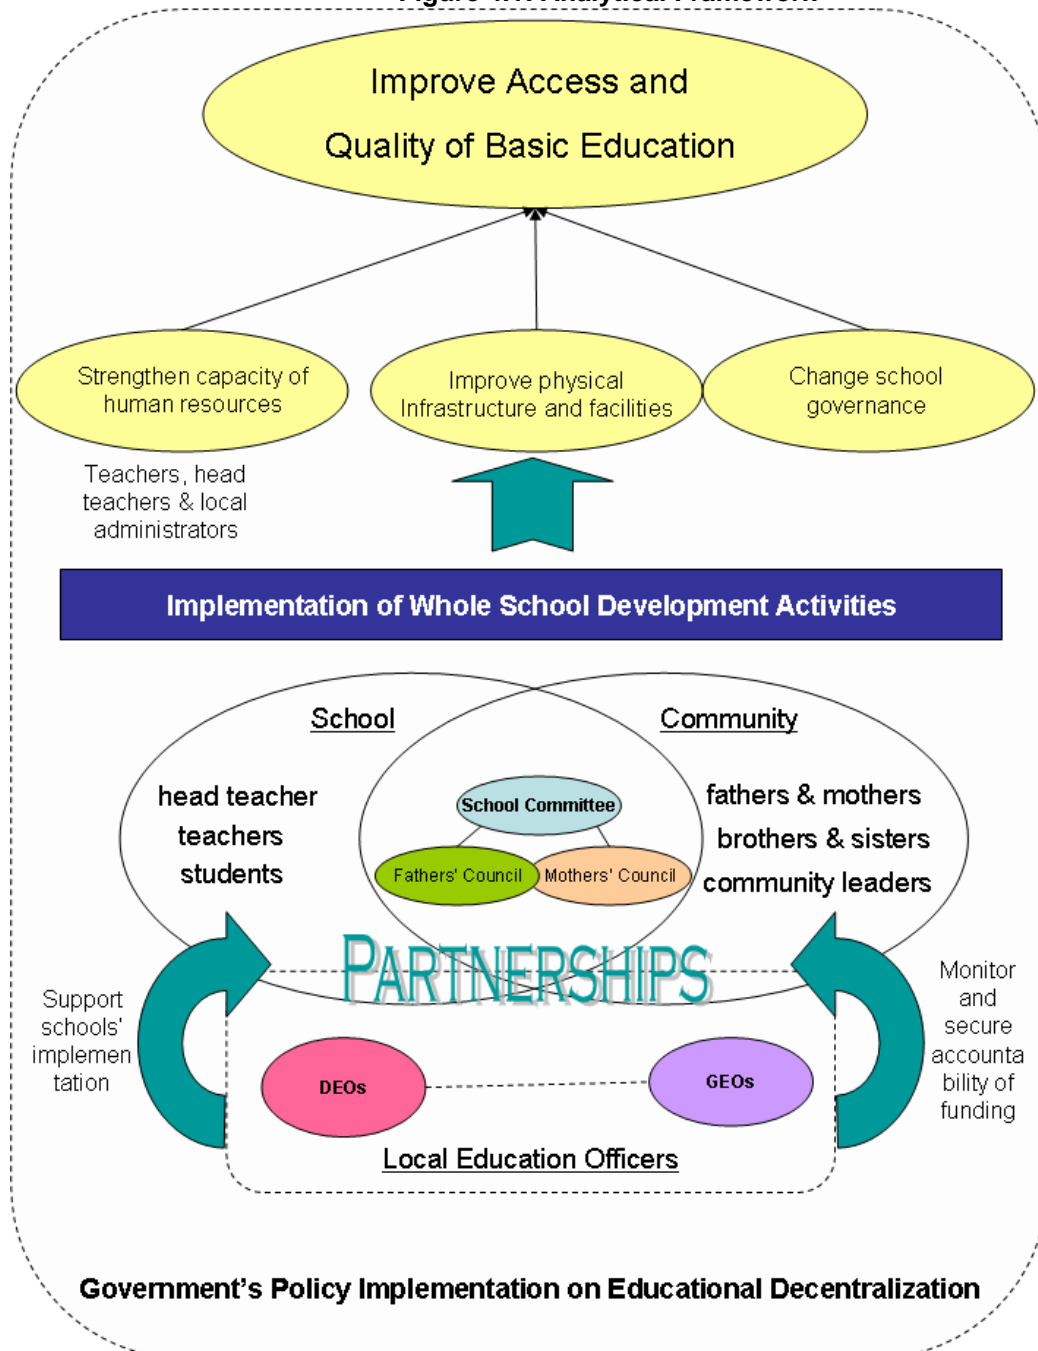 Improve Access and
Quality of Basic Education
Strengthen capacity of
human resources
Improve physical
Infrastructure and facilities
Change school
governance
Teachers, head
teachers & local
administrators
Implementation of Whole School Development Activities
School
Community
head teacher
teachers
students
School Committee
Fathers' Council
Mothers' Council
fathers & mothers
brothers & sisters
community leaders
PARTNERSHIPS
Support
schools'
implemen
tation
Monitor
and
secure
accounta
bility of
funding
DEOs
GEOs
Local Education Officers
Government's Policy Implementation on Educational Decentralization